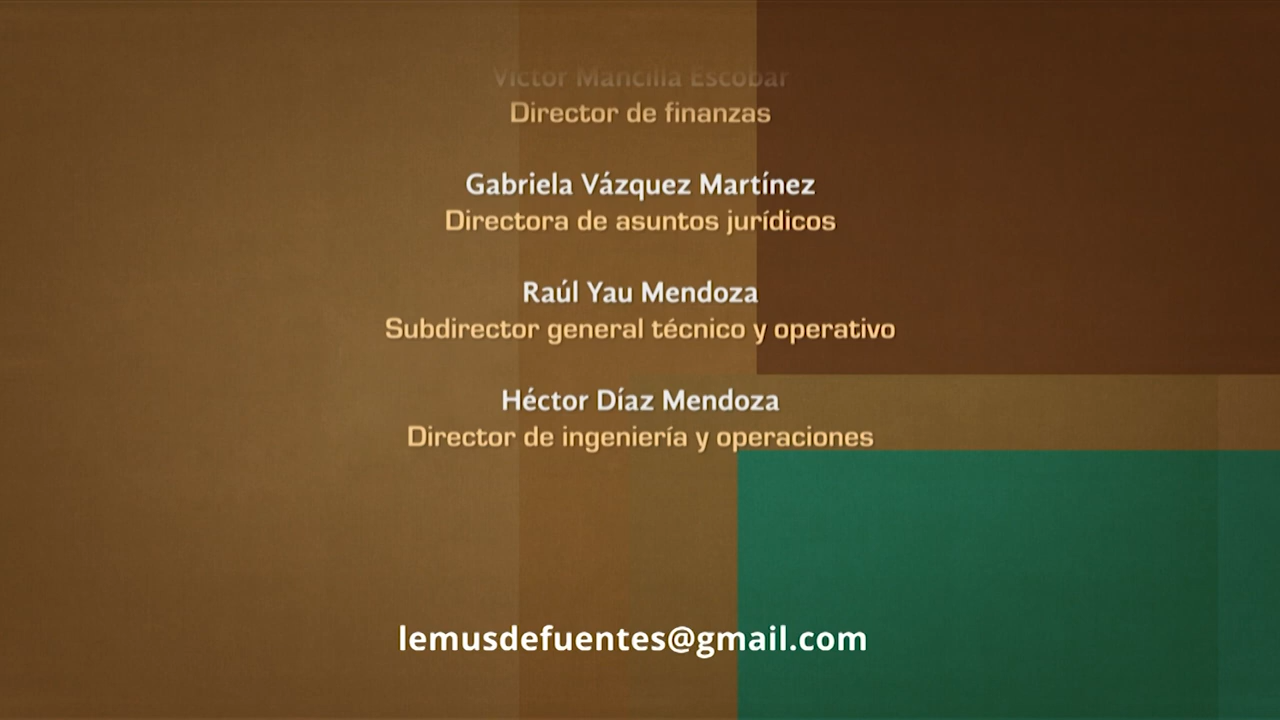 Víctor Mancilla Escobar
Director de finanzas
Gabriela Vázquez Martínez
Directora de asuntos jurídicos
Raúl Yau Mendoza
Subdirector general técnico y operativo
Héctor Díaz Mendoza
Director de ingeniería y operaciones
lemusdefuentes@gmail.com